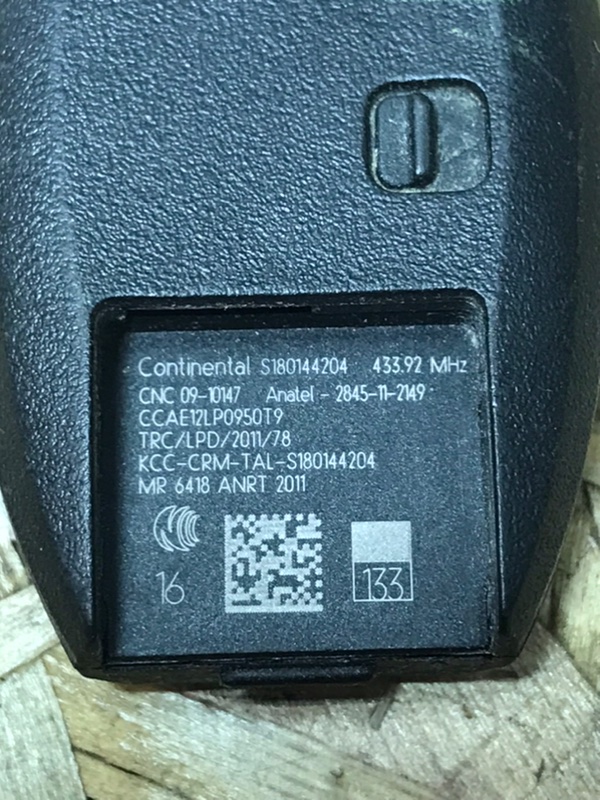 Continental S180144204 433.92 MHz
CNC 09-10147 Anatel - 2845-11-2149
CCAE12LP0950T9
TRC/LPD/2011/78
KCC-CRM-TAL-S180144204
MR 6418 ANRT 2011
16
133